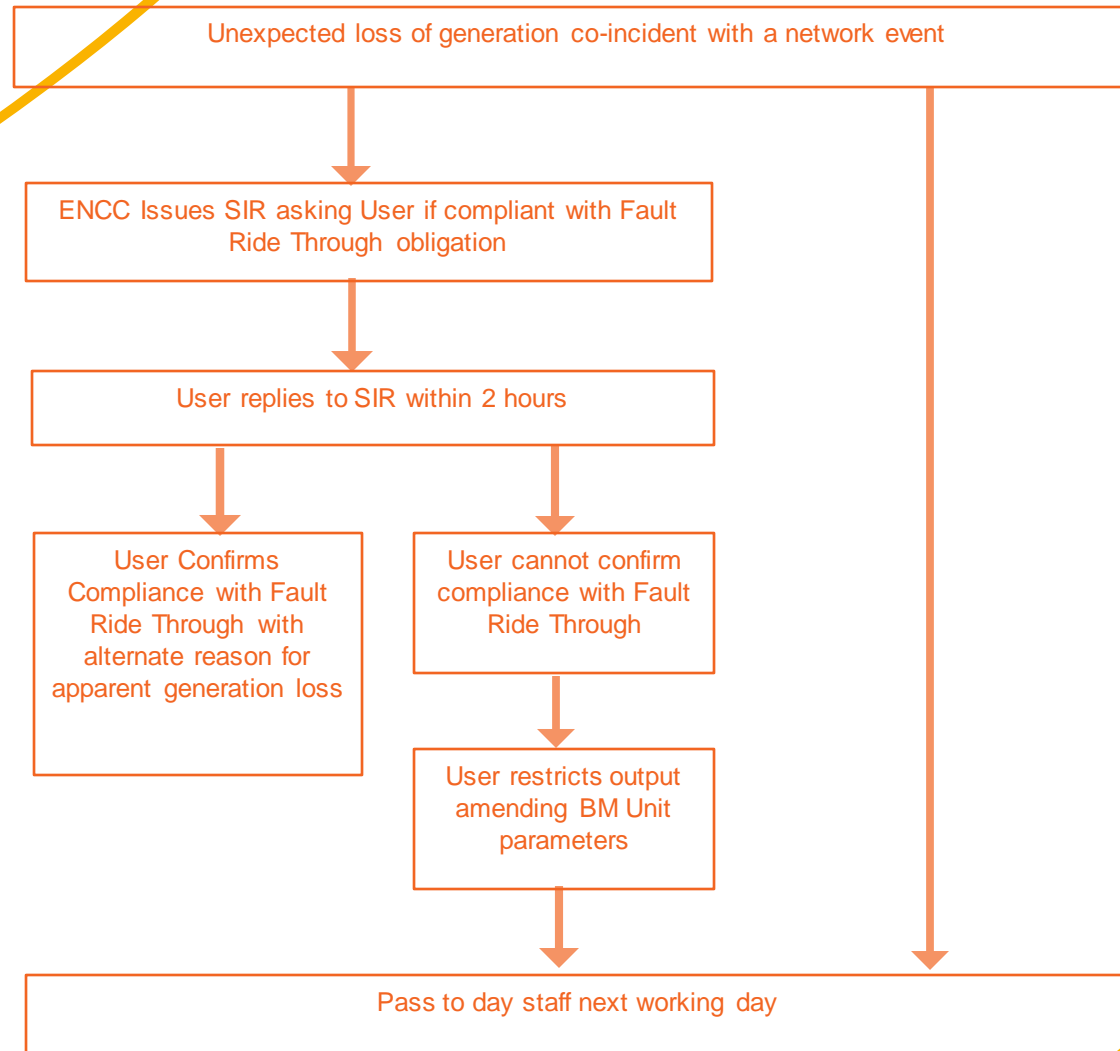 Unexpected loss of generation co-incident with a network event
ENCC Issues SIR asking User if compliant with Fault
Ride Through obligation
User replies to SIR within 2 hours
User Confirms
Compliance with Fault
Ride Through with
alternate reason for
apparent generation loss
User cannot confirm
compliance with Fault
Ride Through
User restricts output
amending BM Unit
parameters
Pass to day staff next working day